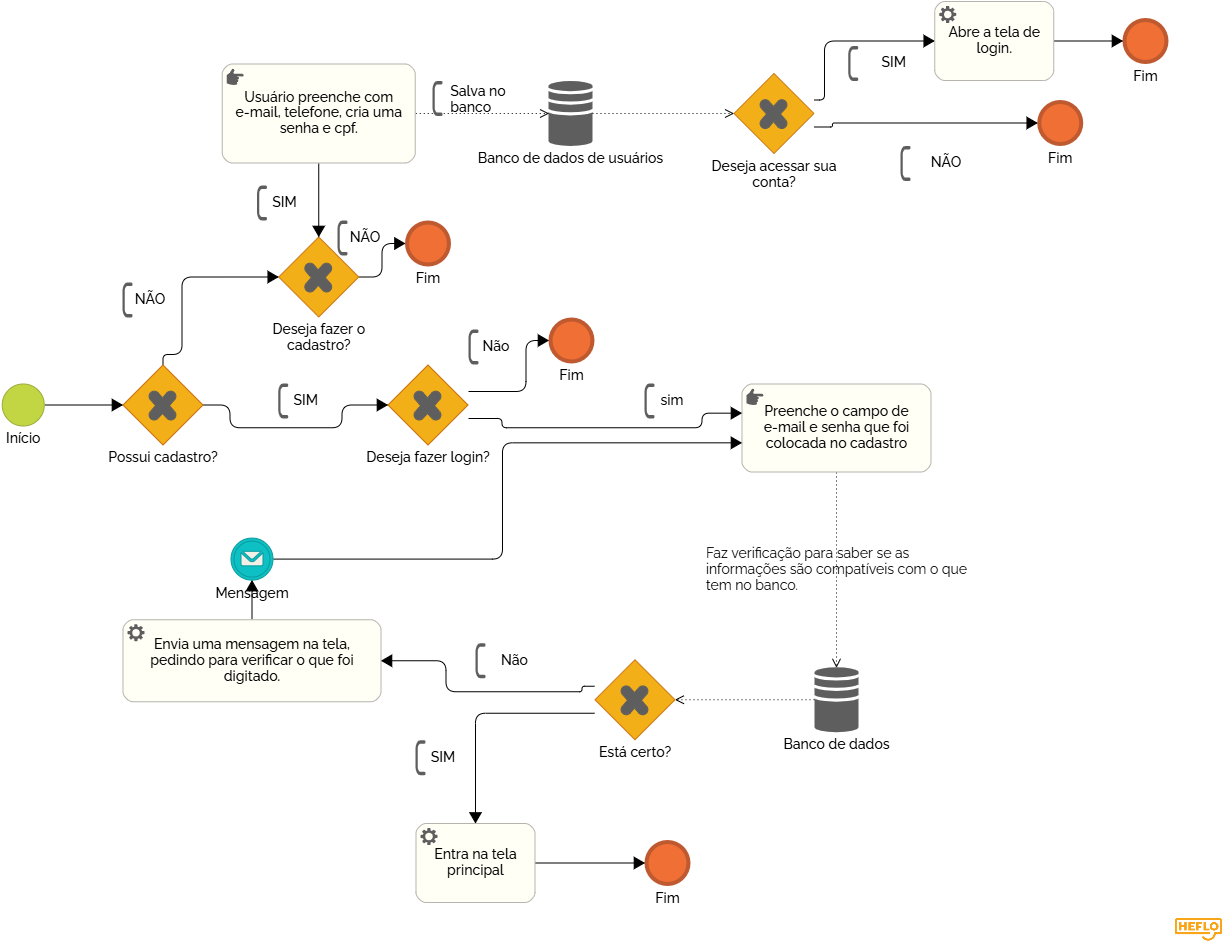 Abre a tela de
login.
SIM
Fim
Usuário preenche com
e-mail, telefone, cria uma
senha e cpf.
Salva no
banco
Banco de dados de usuários
Deseja acessar sua
conta?
NÃO
Fim
SIM
NÃO
Fim
NÃO
Deseja fazer o
cadastro?
Não
Fim
Início
SIM
Possui cadastro?
Deseja fazer login?
sim
Preenche o campo de
e-mail e senha que foi
colocada no cadastro
Faz verificação para saber se as
informações são compatíveis com o que
tem no banco.
Mensagem
Envia uma mensagem na tela,
pedindo para verificar o que foi
digitado.
Não
Está certo?
Banco de dados
SIM
Entra na tela
principal
Fim
HEFLO